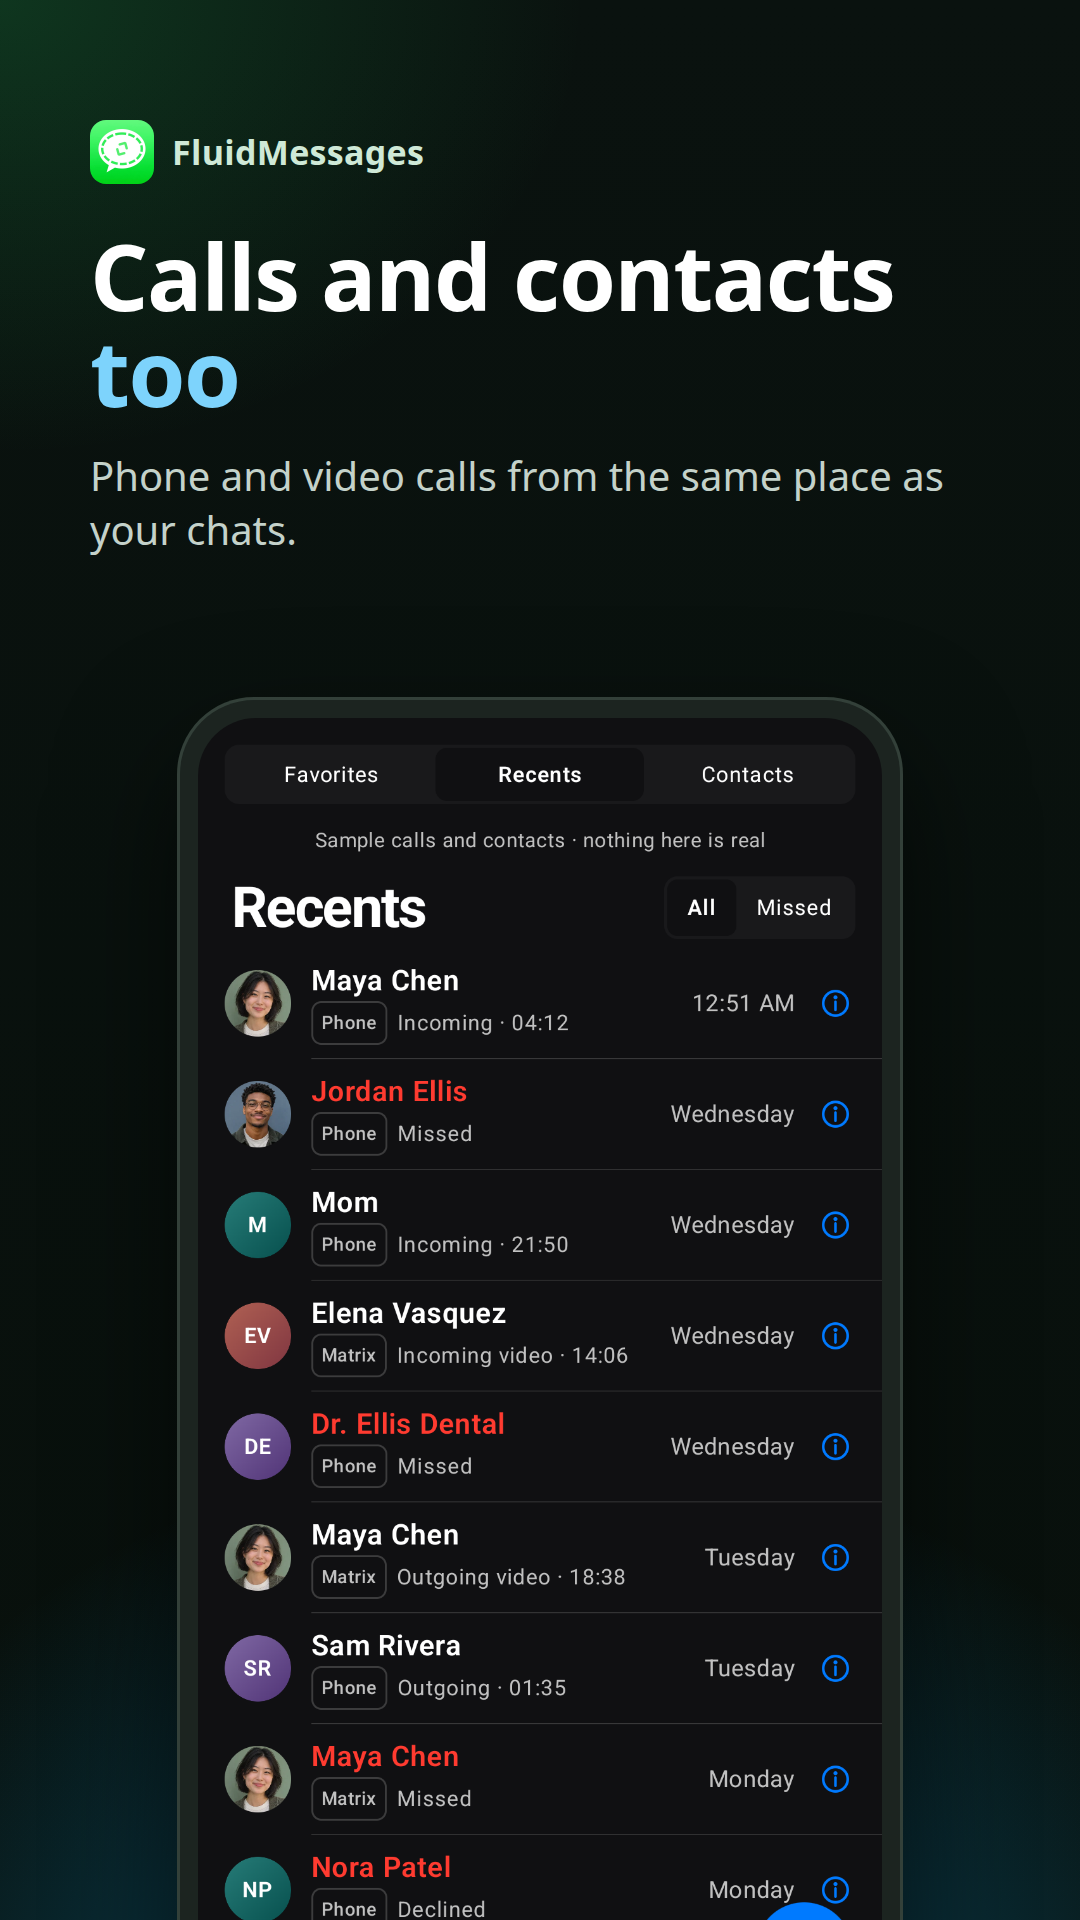 FluidMessages
Calls and contacts
too
Phone and video calls from the same place as
your chats.
Favorites
Recents
Contacts
Sample calls and contacts · nothing here is real
Recents
All
Missed
Maya Chen
Phone Incoming · 04:12
12:51 AM
Jordan Ellis
Phone Missed
Wednesday
M
Mom
Phone Incoming · 21:50
Wednesday
EV
Elena Vasquez
Matrix Incoming video · 14:06
Wednesday
DE
Dr. Ellis Dental
Phone Missed
Wednesday
Maya Chen
Matrix Outgoing video · 18:38
Tuesday
SR
Sam Rivera
Phone Outgoing · 01:35
Tuesday
Maya Chen
Matrix Missed
Monday
NP
Nora Patel
Phone Declined
Monday